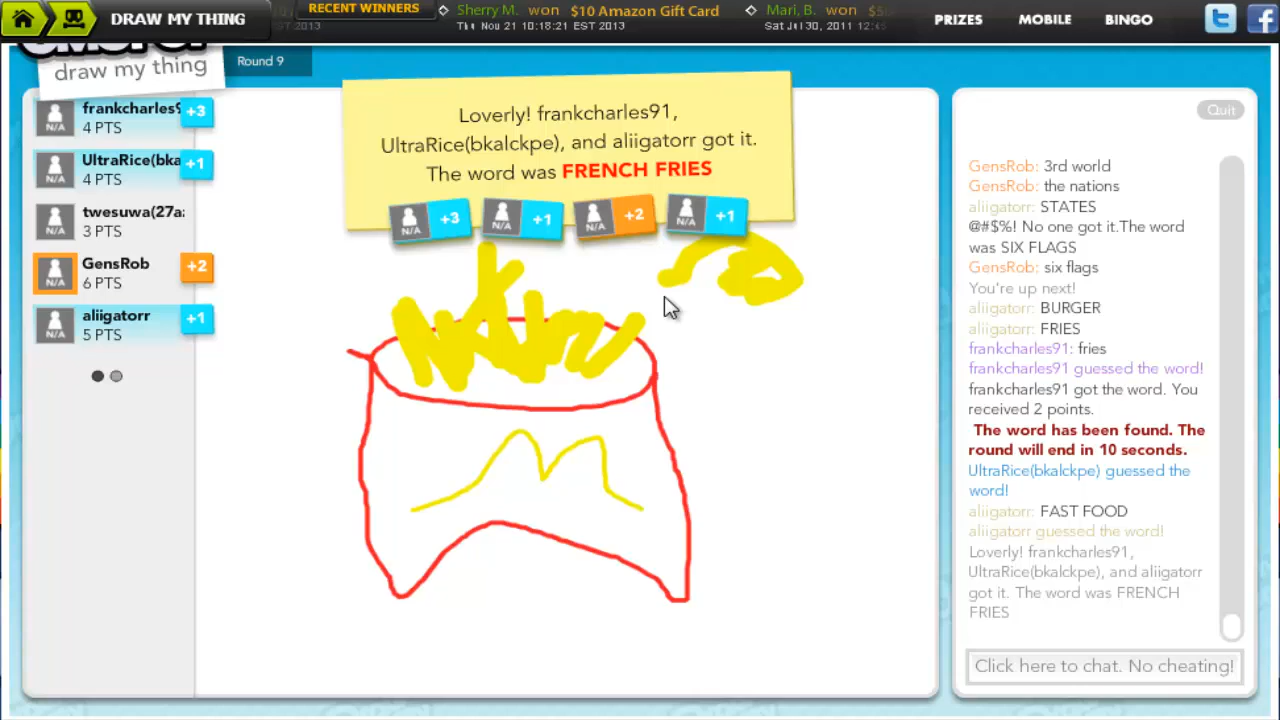 DRAW MY THING
RECENT WINNERS
Sherry M. won $10 Amazon Gift Card
Mari, B. won
2013
Thu Nov 21 10:18:21 EST 2013
Sat Jul 30, 2011
PRIZES
MOBILE
BINGO
draw my thing
Round 9
frankcharles9
4 PTS
+3
UltraRice(bka
4 PTS
+1
twesuwa(27a
3 PTS
GensRob
6 PTS
+2
aliigatorr
5 PTS
+1
N/A
N/A
N/A
N/A
N/A
Loverly! frankcharles91,
UltraRice(bkalckpe), and aliigatorr got it.
The word was FRENCH FRIES
N/A +3
N/A +1
N/A +2
N/A +1
Quit
GensRob: 3rd world
GensRob: the nations
aliigatorr: STATES
@#$%! No one got it.The word
was SIX FLAGS
GensRob: six flags
You're up next!
aliigatorr: BURGER
aliigatorr: FRIES
frankcharles91: fries
frankcharles91 guessed the word!
frankcharles91 got the word. You
received 2 points.
The word has been found. The
round will end in 10 seconds.
UltraRice(bkalckpe) guessed the
word!
aliigatorr: FAST FOOD
aliigatorr guessed the word!
Loverly! frankcharles91,
UltraRice(bkalckpe), and aliigatorr
got it. The word was FRENCH
FRIES
Click here to chat. No cheating!